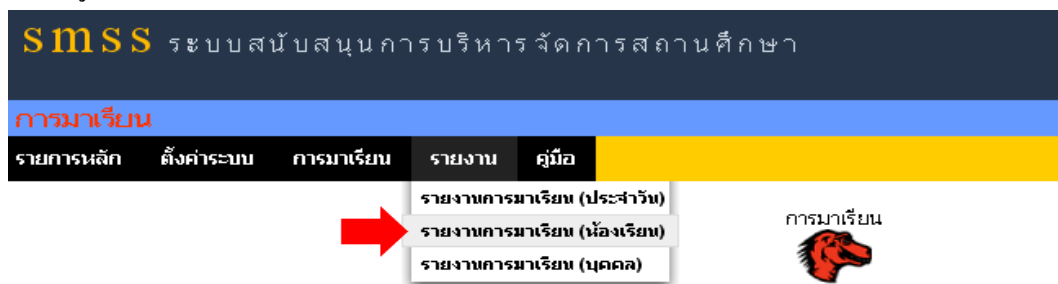 smss ระบบสนับสนุนการบริหารจัดการสถานศึกษา
การมาเรียน
รายการหลัก ตั้งค่าระบบ การมาเรียน รายงาน คู่มือ
รายงานการมาเรียน (ประจำวัน)
รายงานการมาเรียน (ห้องเรียน)
รายงานการมาเรียน (บุคคล)
การมาเรียน